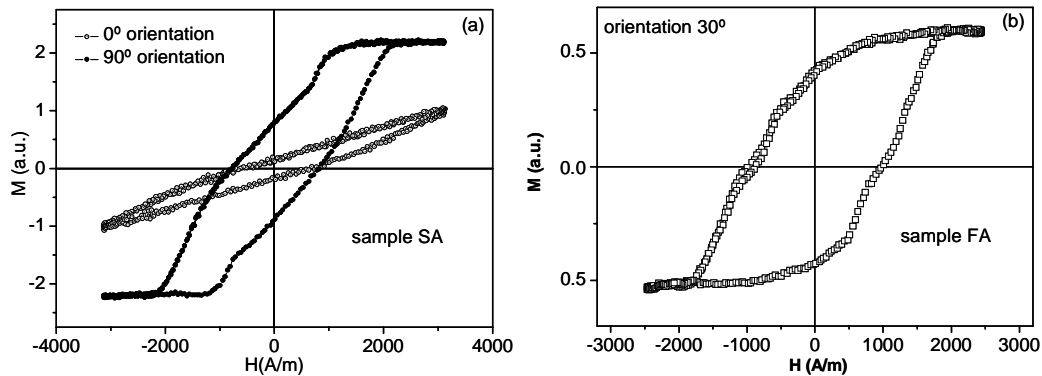 (a)
0º orientation
90º orientation
2
1
0
-1
-2
M (a.u.)
sample SA
-4000 -2000 0 2000 4000
H(A/m)
orientation 30º
(b)
0.5
0.0
0.5
M (a.u.)
sample FA
-3000 -2000 -1000 0 1000 2000 3000
H (A/m)